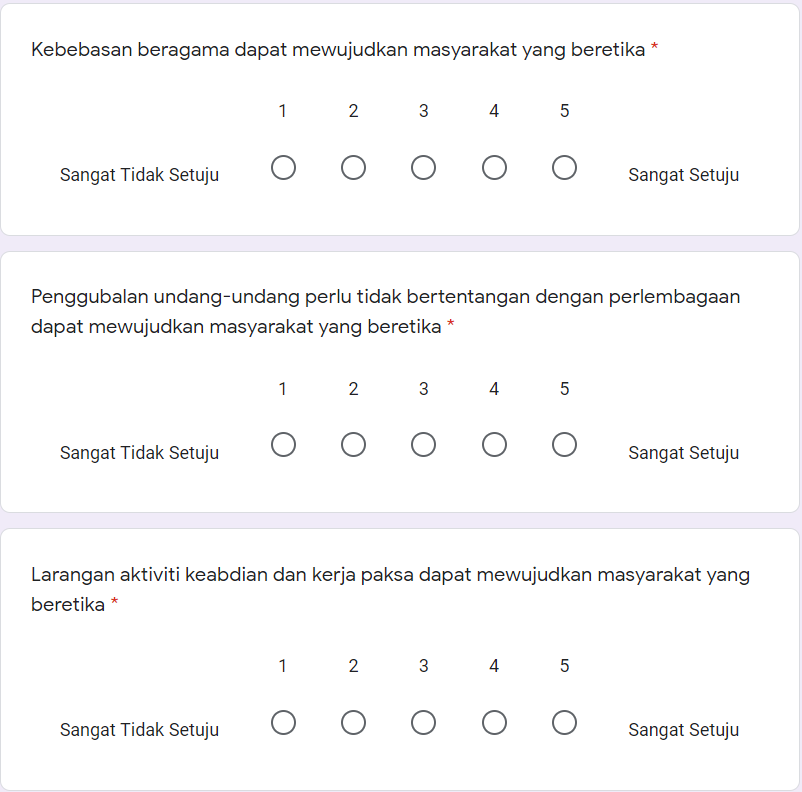 Kebebasan beragama dapat mewujudkan masyarakat yang beretika *
1 2 3 4 5
Sangat Tidak Setuju Sangat Setuju
Penggubalan undang-undang perlu tidak bertentangan dengan perlembagaan
dapat mewujudkan masyarakat yang beretika *
1 2 3 4 5
Sangat Tidak Setuju Sangat Setuju
Larangan aktiviti keabdian dan kerja paksa dapat mewujudkan masyarakat yang
beretika *
1 2 3 4 5
Sangat Tidak Setuju Sangat Setuju